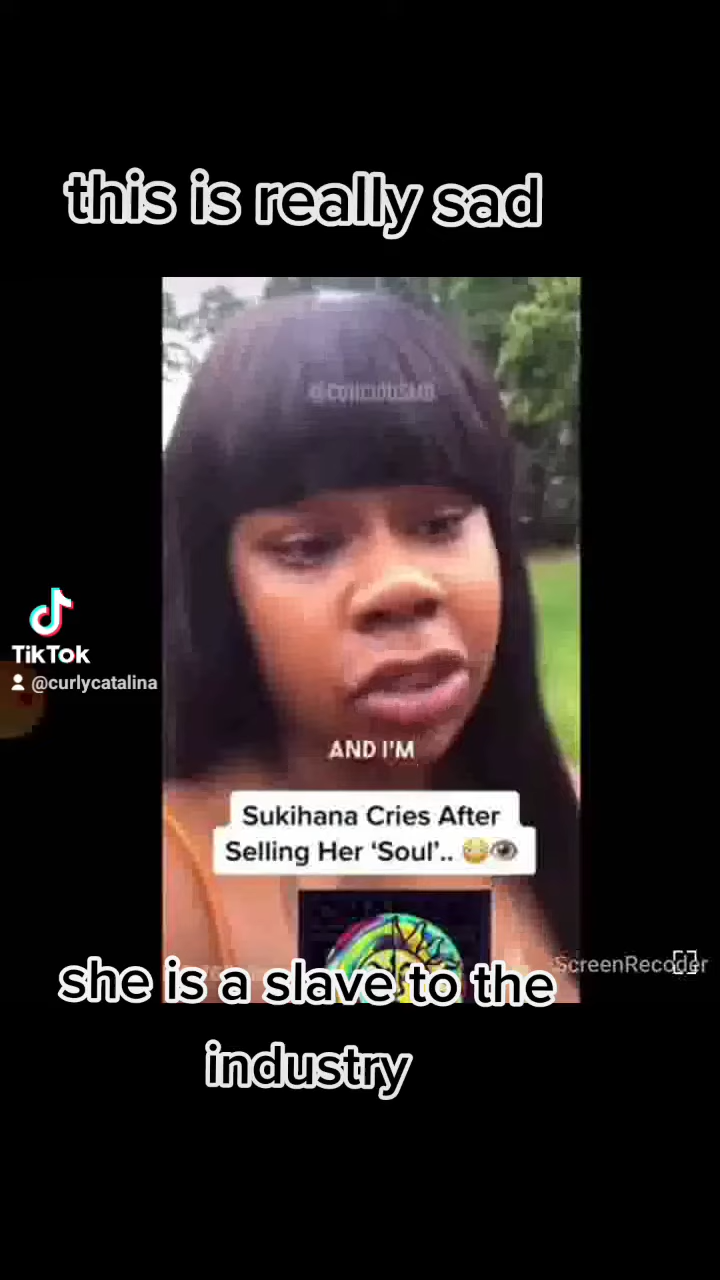 this is really sad
TikTok
@curlycatalina
AND I'M
Sukihana Cries After
Selling Her 'Soul'.. 😳👁️
ScreenRecoder
she is a slave to the
industry